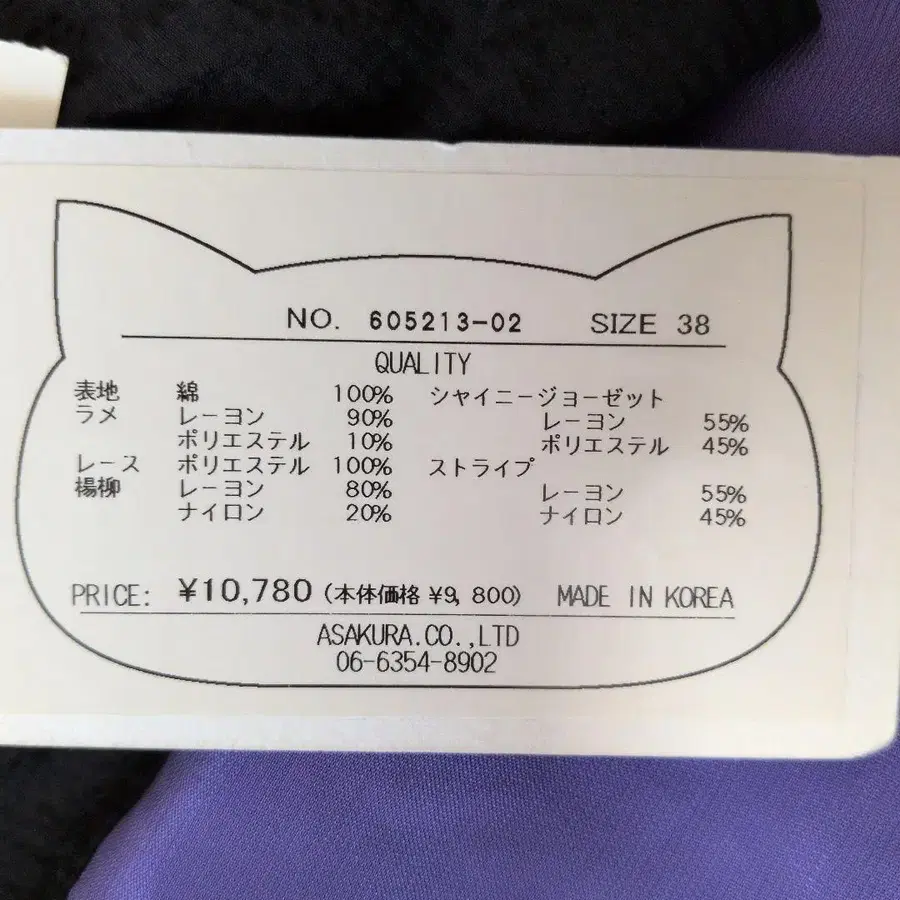 NO. 605213-02 SIZE 38
QUALITY
表地 綿 100% シャイニージョーゼット
ラメ レーヨン 90% レーヨン 55%
ポリエステル 10% ポリエステル 45%
レース ポリエステル 100% ストライプ
楊柳 レーヨン 80% レーヨン 55%
ナイロン 20% ナイロン 45%
PRICE: ¥10,780 (本体価格 ¥9,800) MADE IN KOREA
ASAKURA.CO.,LTD
06-6354-8902